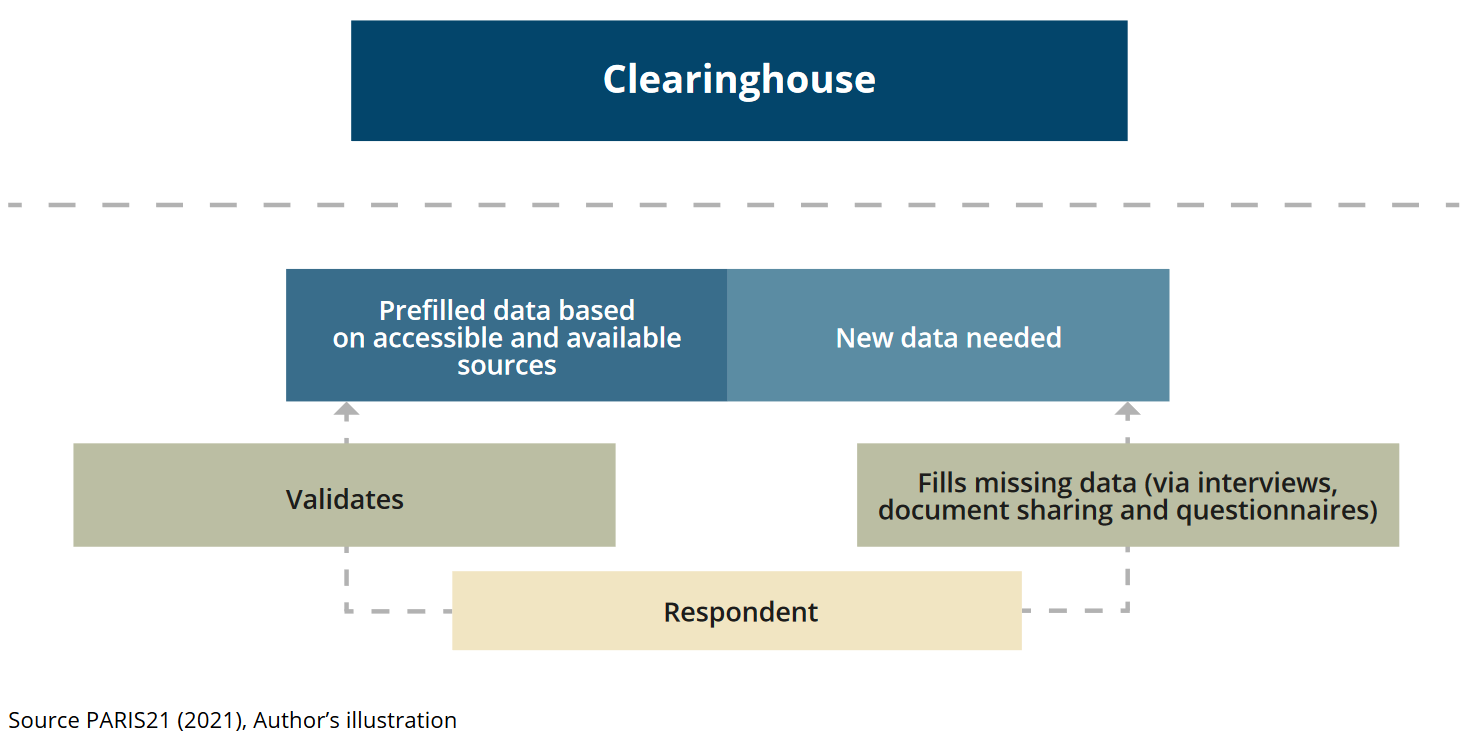 Clearinghouse
Prefilled data based
on accessible and available
sources
New data needed
Validates
Fills missing data (via interviews,
document sharing and questionnaires)
Respondent
Source PARIS21 (2021), Author’s illustration